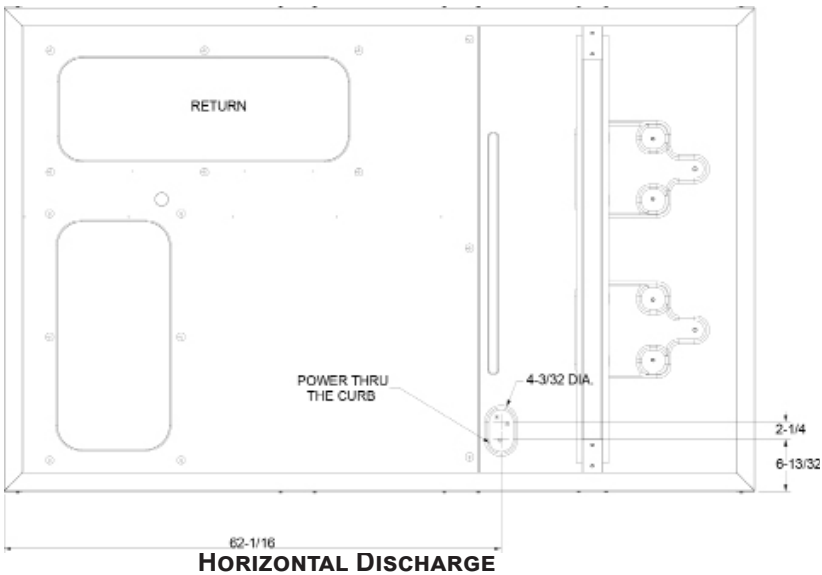 RETURN
POWER THRU
THE CURB
4-3/32 DIA.
2-1/4
6-13/32
62-1/16
HORIZONTAL DISCHARGE